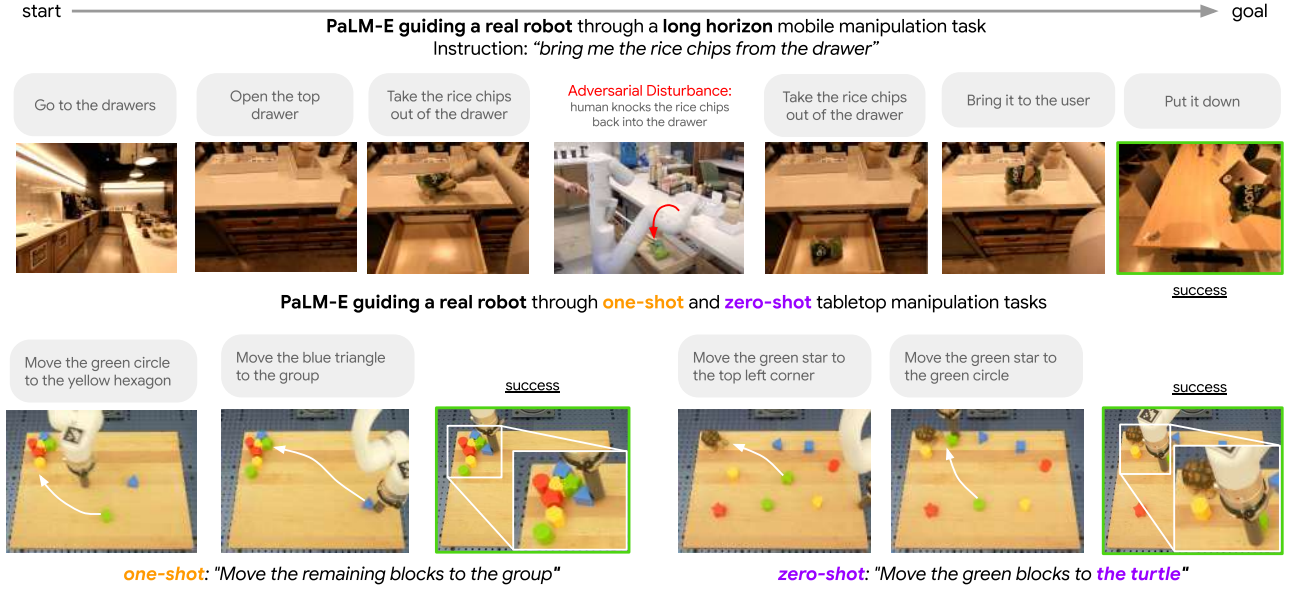 start
goal
PaLM-E guiding a real robot through a long horizon mobile manipulation task
Instruction: “bring me the rice chips from the drawer”
Go to the drawers
Open the top
drawer
Take the rice chips
out of the drawer
Adversarial Disturbance:
human knocks the rice chips
back into the drawer
Take the rice chips
out of the drawer
Bring it to the user
Put it down
success
PaLM-E guiding a real robot through one-shot and zero-shot tabletop manipulation tasks
Move the green circle
to the yellow hexagon
Move the blue triangle
to the group
success
Move the green star to
the top left corner
Move the green star to
the green circle
success
one-shot: "Move the remaining blocks to the group"
zero-shot: "Move the green blocks to the turtle"